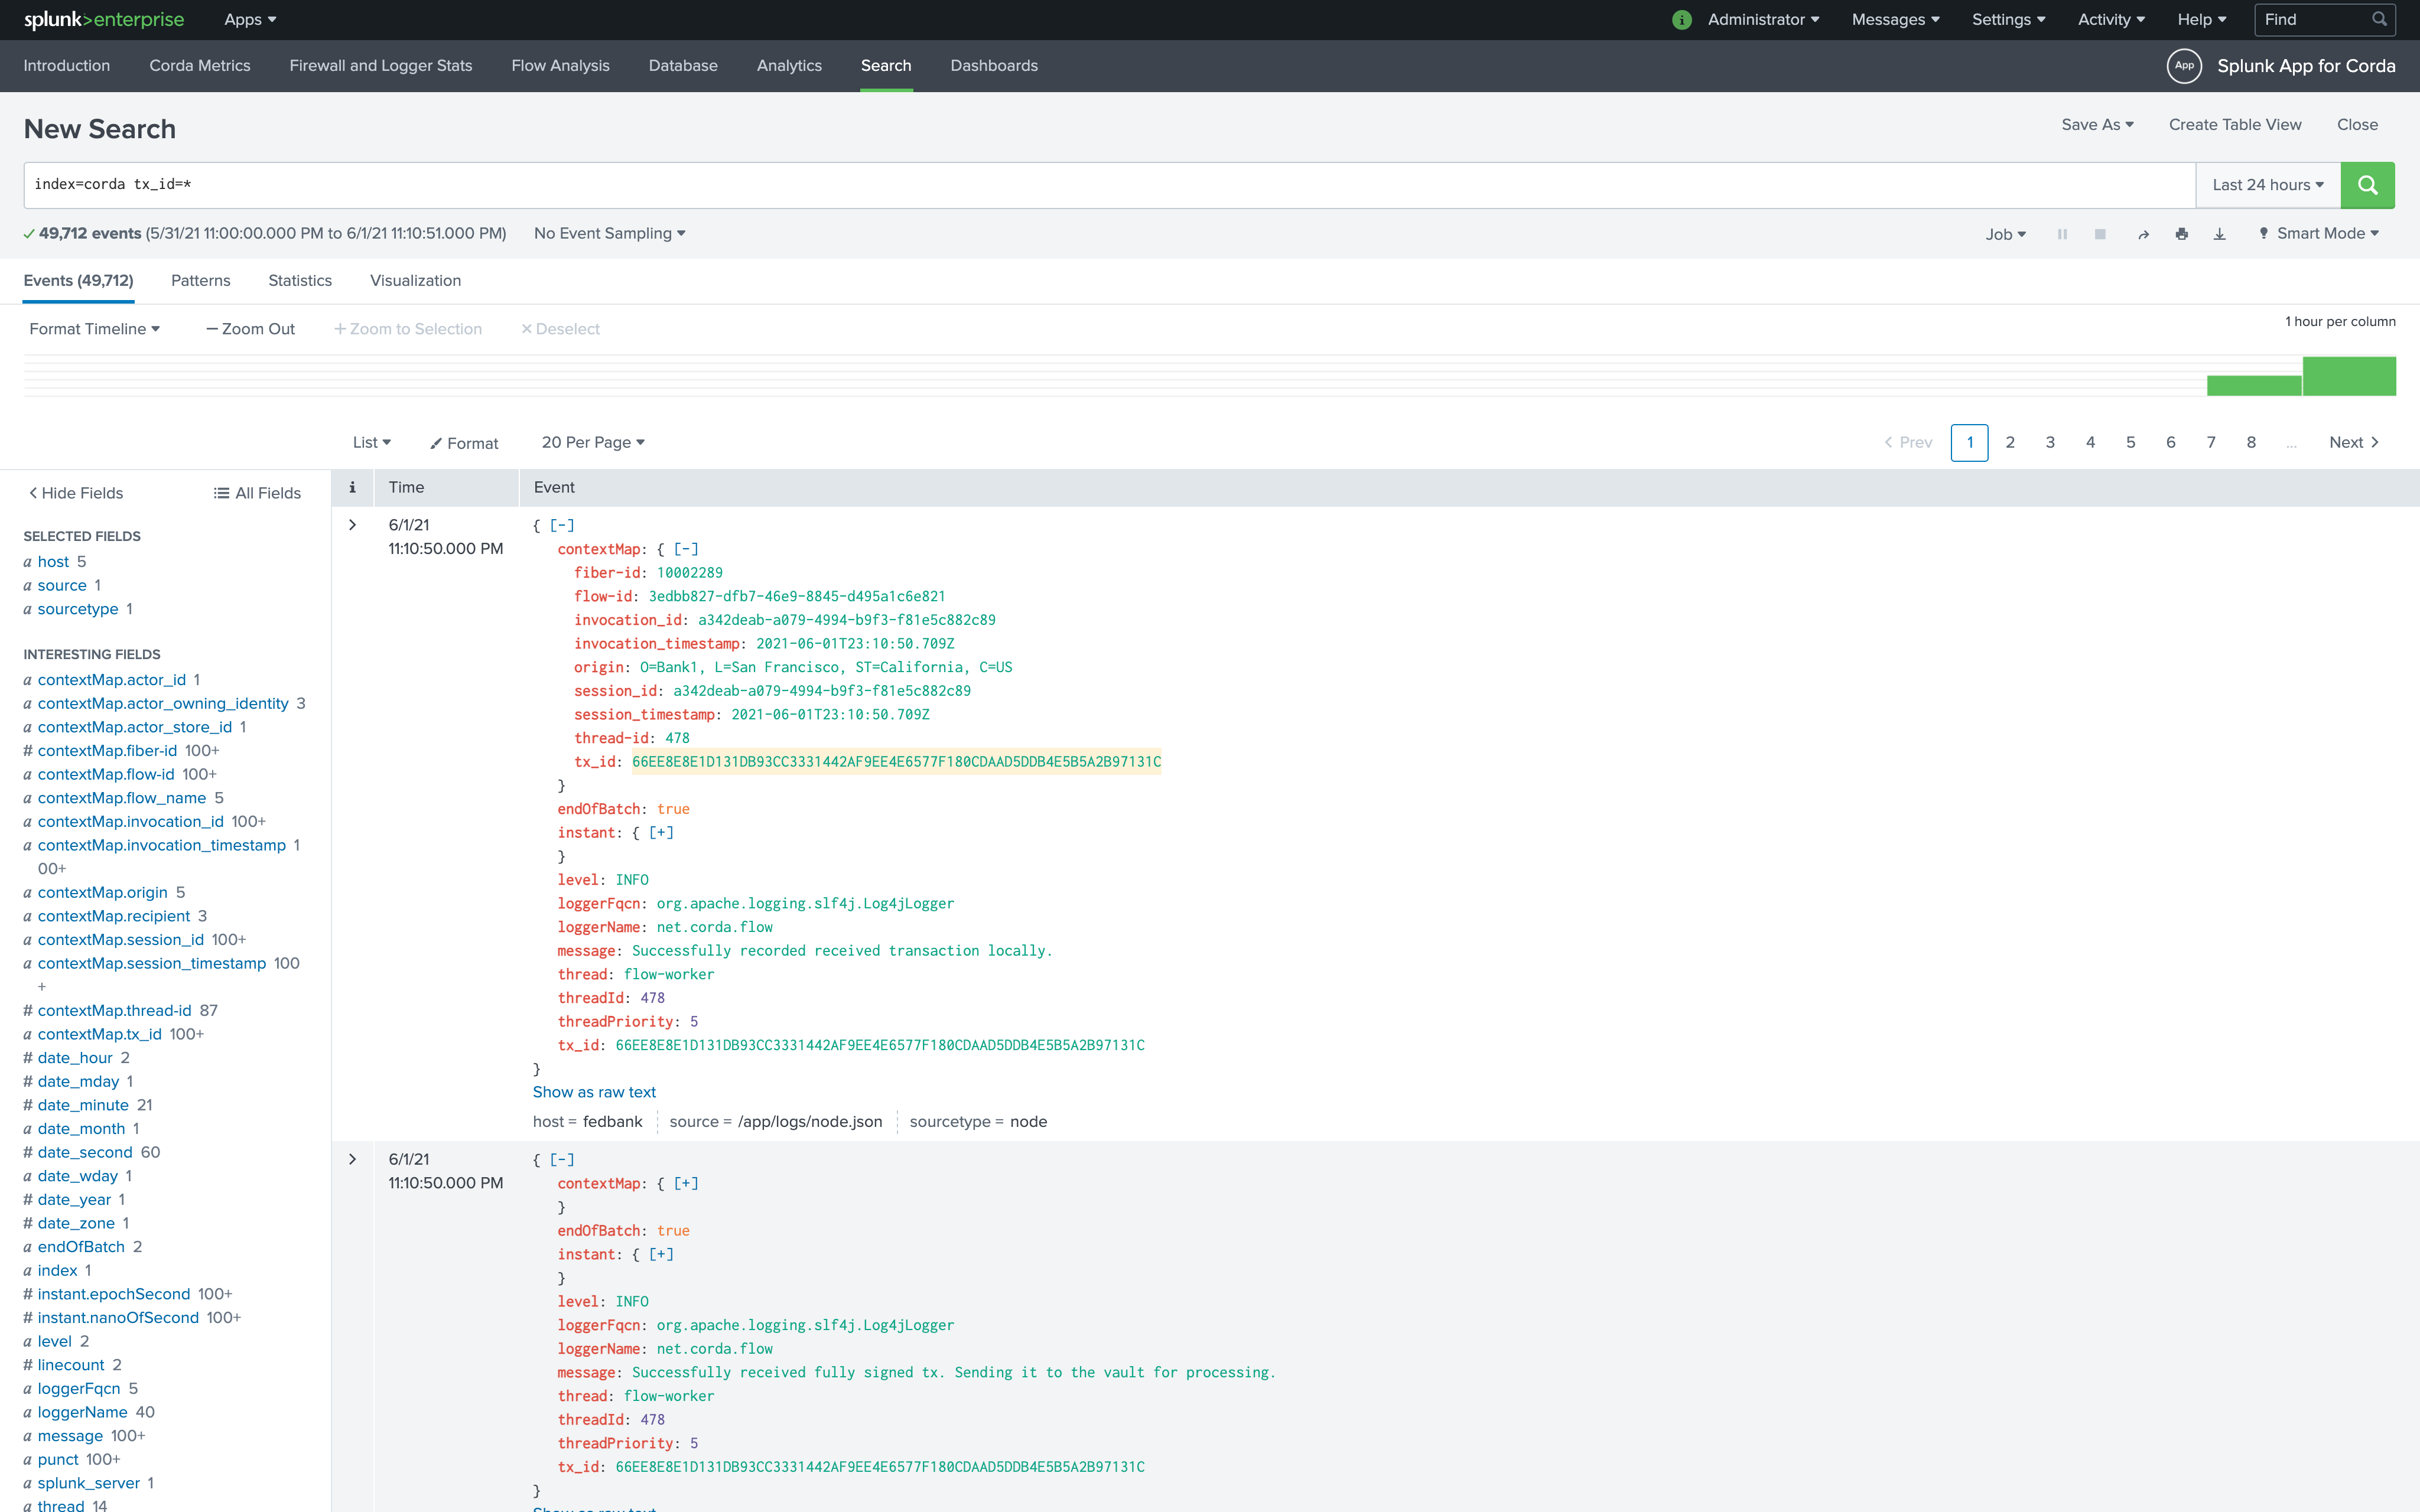 splunk>enterprise Apps Administrator Messages Settings Activity Help Find
Introduction Corda Metrics Firewall and Logger Stats Flow Analysis Database Analytics Search Dashboards App Splunk App for Corda
New Search Save As Create Table View Close
index=corda tx_id=* Last 24 hours
49,712 events (5/31/21 11:00:00.000 PM to 6/1/21 11:10:51.000 PM) No Event Sampling Job Smart Mode
Events (49,712) Patterns Statistics Visualization
Format Timeline — Zoom Out + Zoom to Selection × Deselect 1 hour per column
List Format 20 Per Page < Prev 1 2 3 4 5 6 7 8 ... Next >
< Hide Fields All Fields
SELECTED FIELDS
a host 5
a source 1
a sourcetype 1
INTERESTING FIELDS
a contextMap.actor_id 1
a contextMap.actor_owning_identity 3
a contextMap.actor_store_id 1
# contextMap.fiber-id 100+
a contextMap.flow-id 100+
a contextMap.flow_name 5
a contextMap.invocation_id 100+
a contextMap.invocation_timestamp 1
00+
a contextMap.origin 5
a contextMap.recipient 3
a contextMap.session_id 100+
a contextMap.session_timestamp 100
+
# contextMap.thread-id 87
a contextMap.tx_id 100+
# date_hour 2
# date_mday 1
# date_minute 21
a date_month 1
# date_second 60
a date_wday 1
# date_year 1
# date_zone 1
a endOfBatch 2
a index 1
# instant.epochSecond 100+
# instant.nanoOfSecond 100+
a level 2
# linecount 2
a loggerFqcn 5
a loggerName 40
a message 100+
a punct 100+
a splunk_server 1
a thread 14
i Time Event
> 6/1/21
11:10:50.000 PM
{ [-]
contextMap: { [-]
fiber-id: 10002289
flow-id: 3edbb827-dfb7-46e9-8845-d495a1c6e821
invocation_id: a342deab-a079-4994-b9f3-f81e5c882c89
invocation_timestamp: 2021-06-01T23:10:50.709Z
origin: O=Bank1, L=San Francisco, ST=California, C=US
session_id: a342deab-a079-4994-b9f3-f81e5c882c89
session_timestamp: 2021-06-01T23:10:50.709Z
thread-id: 478
tx_id: 66EE8E8E1D131DB93CC3331442AF9EE4E6577F180CDAAD5DDB4E5B5A2B97131C
}
endOfBatch: true
instant: { [+]
}
level: INFO
loggerFqcn: org.apache.logging.slf4j.Log4jLogger
loggerName: net.corda.flow
message: Successfully recorded received transaction locally.
thread: flow-worker
threadId: 478
threadPriority: 5
tx_id: 66EE8E8E1D131DB93CC3331442AF9EE4E6577F180CDAAD5DDB4E5B5A2B97131C
}
Show as raw text
host = fedbank source = /app/logs/node.json sourcetype = node
> 6/1/21
11:10:50.000 PM
{ [-]
contextMap: { [+]
}
endOfBatch: true
instant: { [+]
}
level: INFO
loggerFqcn: org.apache.logging.slf4j.Log4jLogger
loggerName: net.corda.flow
message: Successfully received fully signed tx. Sending it to the vault for processing.
thread: flow-worker
threadId: 478
threadPriority: 5
tx_id: 66EE8E8E1D131DB93CC3331442AF9EE4E6577F180CDAAD5DDB4E5B5A2B97131C
}
Show as raw text